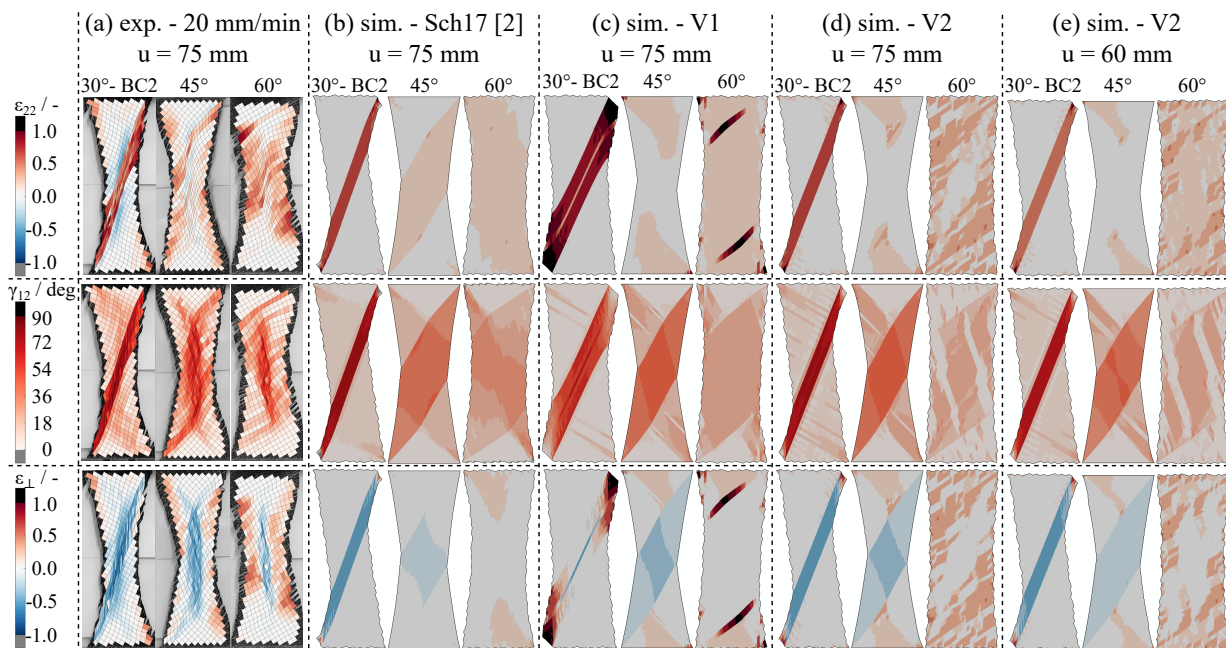 (a) exp. - 20 mm/min (b) sim. - Sch17 [2] (c) sim. - V1 (d) sim. - V2 (e) sim. - V2
u = 75 mm u = 75 mm u = 75 mm u = 75 mm u = 60 mm
30°- BC2 45° 60° 30°- BC2 45° 60° 30°- BC2 45° 60° 30°- BC2 45° 60° 30°- BC2 45° 60°
ε22 / -
1.0
0.5
0.0
-0.5
-1.0
γ12 / deg
90
72
54
36
18
0
ε⊥ / -
1.0
0.5
0.0
-0.5
-1.0